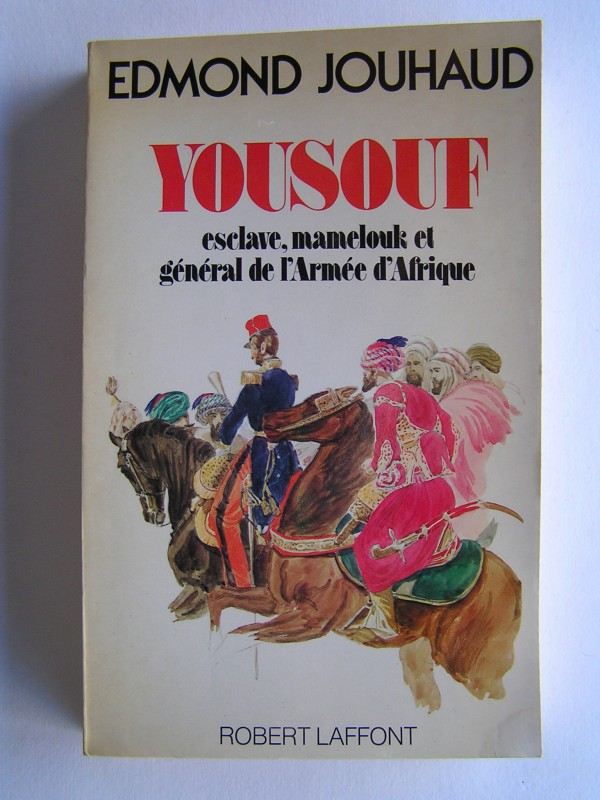 EDMOND JOUHAUD
YOUSOUF
esclave, mamelouk et
général de l'Armée d'Afrique
ROBERT LAFFONT